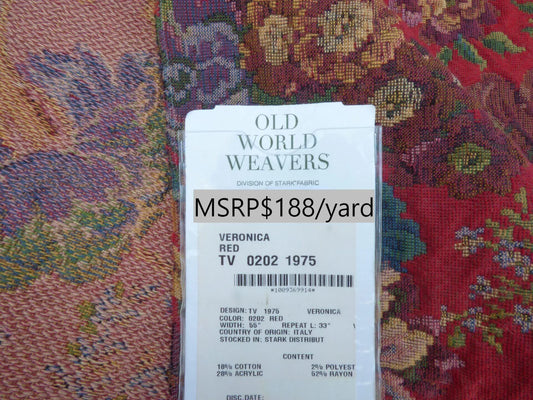 OLD
WORLD
WEAVERS
DIVISION OF STARK FABRIC
MSRP$188/yard
VERONICA
RED
TV 0202 1975
*1009369914*
DESIGN: TV 1975 VERONICA
COLOR: 0202 RED
WIDTH: 55" REPEAT L: 33"
COUNTRY OF ORIGIN: ITALY
STOCKED IN: STARK DISTRIBUT
CONTENT
18% COTTON 2% POLYEST
28% ACRYLIC 52% RAYON
DISC.DATE: